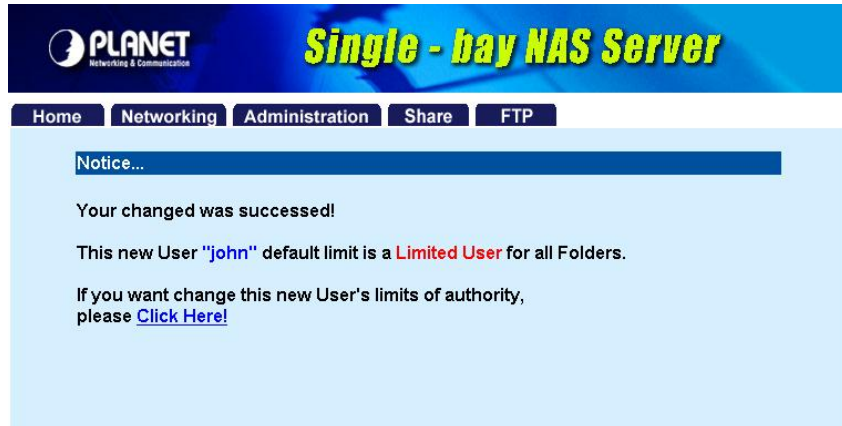 PLANET
Networking & Communication
Single - bay NAS Server
Home Networking Administration Share FTP
Notice...
Your changed was successed!
This new User "john" default limit is a Limited User for all Folders.
If you want change this new User's limits of authority,
please Click Here!